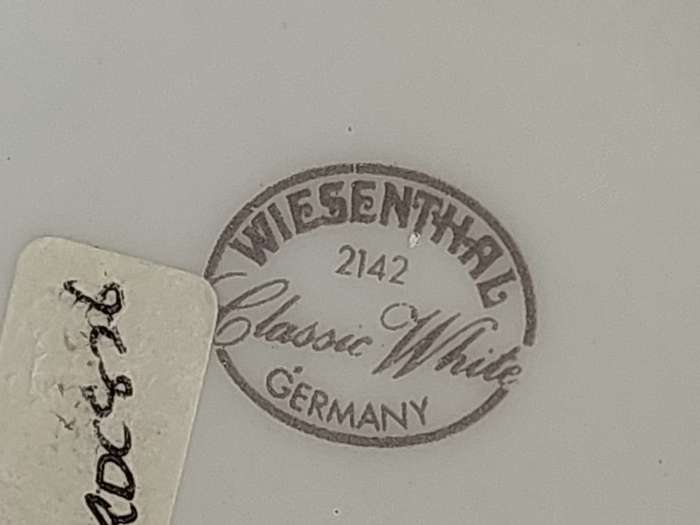 WIESENTHAL
2142
Classic White
GERMANY